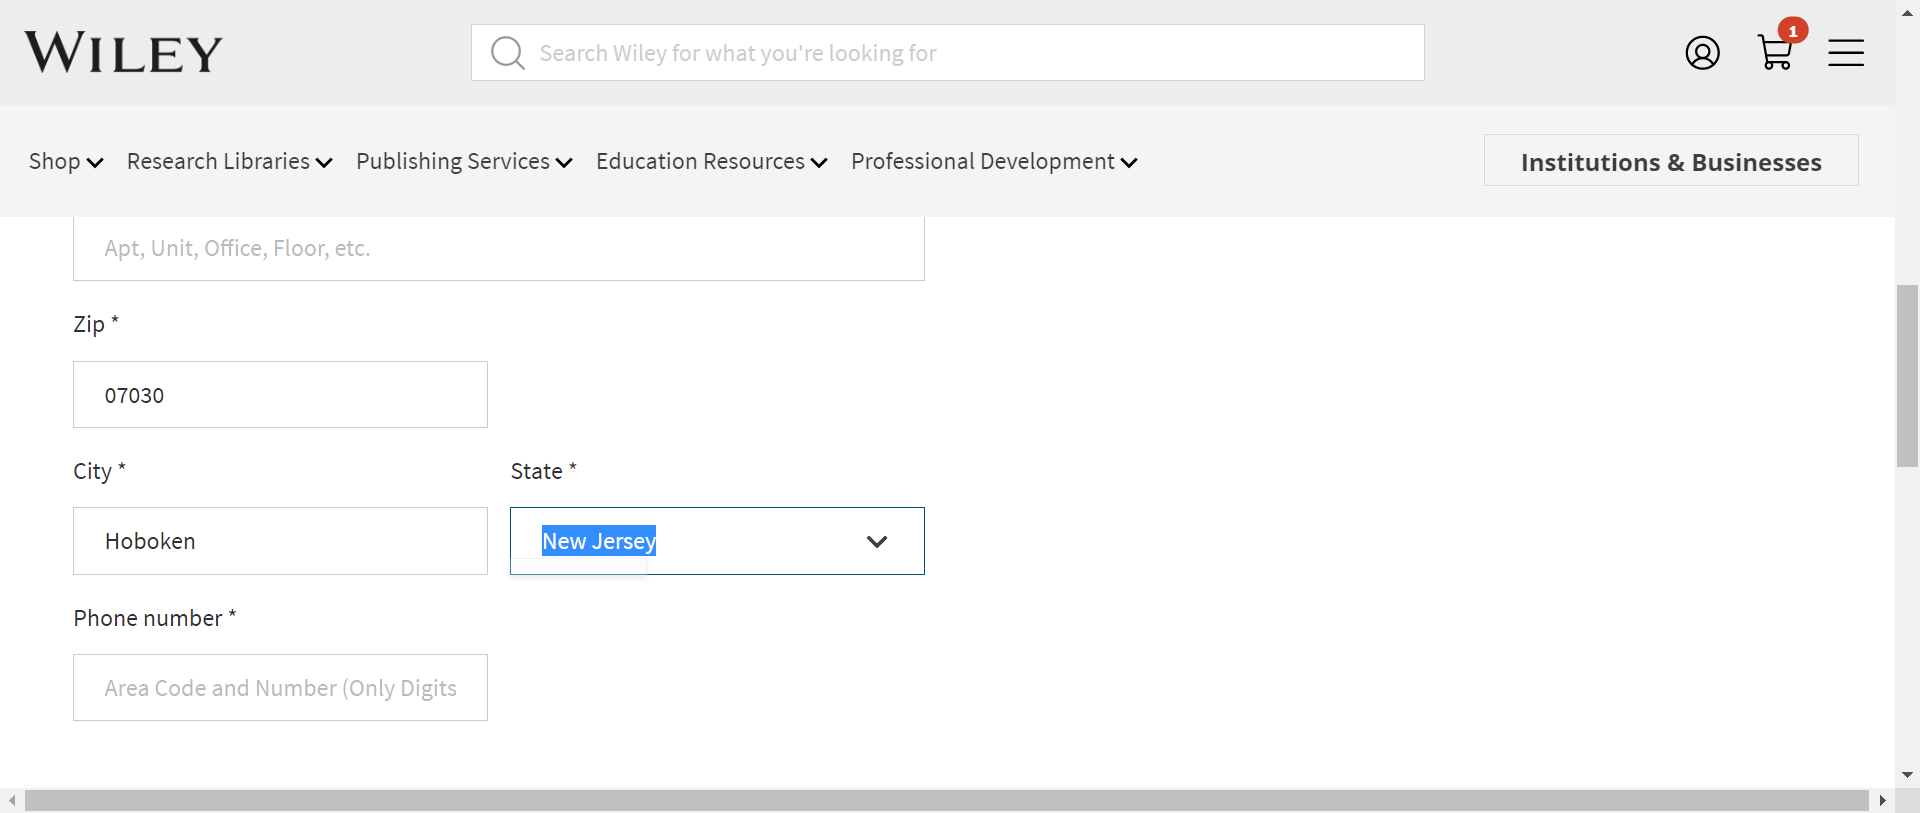 WILEY
Search Wiley for what you're looking for
1
Shop Research Libraries Publishing Services Education Resources Professional Development
Institutions & Businesses
Apt, Unit, Office, Floor, etc.
Zip *
07030
City * State *
Hoboken New Jersey
Phone number *
Area Code and Number (Only Digits